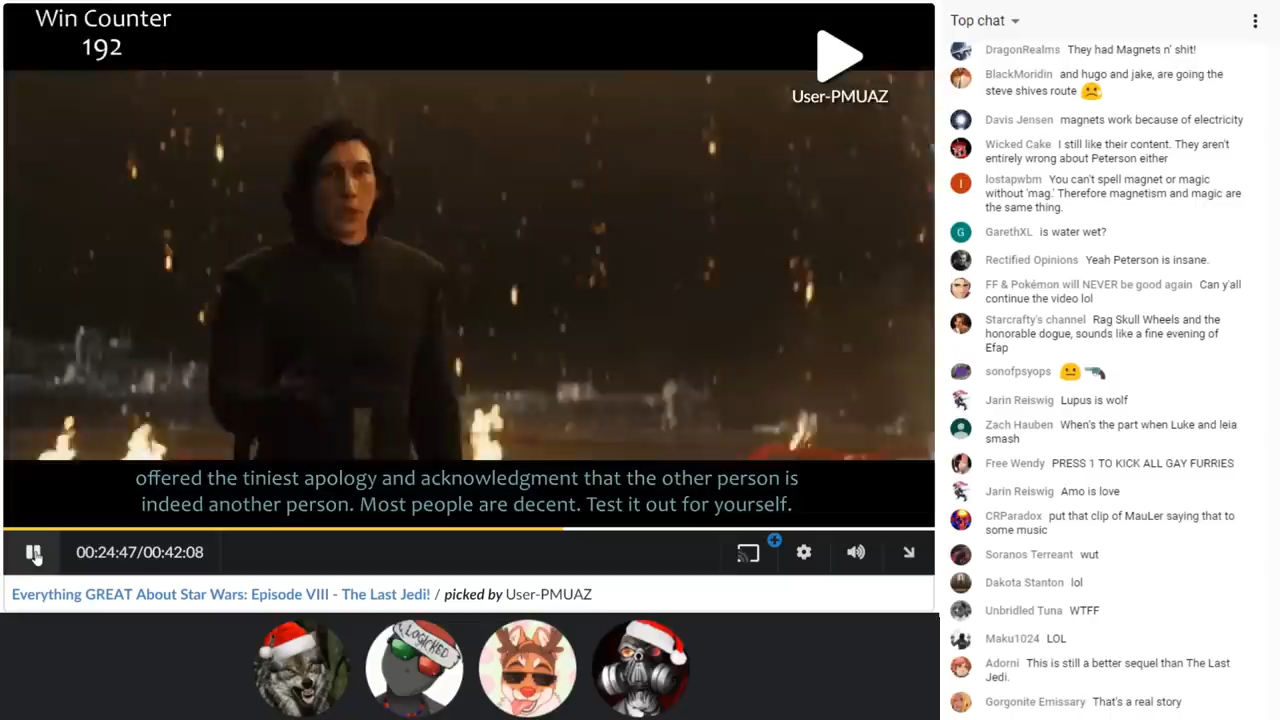 Win Counter
192
User-PMUAZ
offered the tiniest apology and acknowledgment that the other person is
indeed another person. Most people are decent. Test it out for yourself.
00:24:47/00:42:08
Everything GREAT About Star Wars: Episode VIII - The Last Jedi! / picked by User-PMUAZ
LOGICKED
Top chat
DragonRealms They had Magnets n' shit!
BlackMoridin and hugo and jake, are going the
steve shives route
Davis Jensen magnets work because of electricity
Wicked Cake I still like their content. They aren't
entirely wrong about Peterson either
I
lostapwbm You can't spell magnet or magic
without 'mag.' Therefore magnetism and magic are
the same thing.
G
GarethXL is water wet?
Rectified Opinions Yeah Peterson is insane.
FF & Pokémon will NEVER be good again Can y'all
continue the video lol
Starcrafty's channel Rag Skull Wheels and the
honorable dogue, sounds like a fine evening of
Efap
sonofpsyops
Jarin Reiswig Lupus is wolf
Zach Hauben When's the part when Luke and leia
smash
Free Wendy PRESS 1 TO KICK ALL GAY FURRIES
Jarin Reiswig Amo is love
CRParadox put that clip of MauLer saying that to
some music
Soranos Terreant wut
Dakota Stanton lol
Unbridled Tuna WTFF
Maku1024 LOL
Adorni This is still a better sequel than The Last
Jedi.
Gorgonite Emissary That's a real story